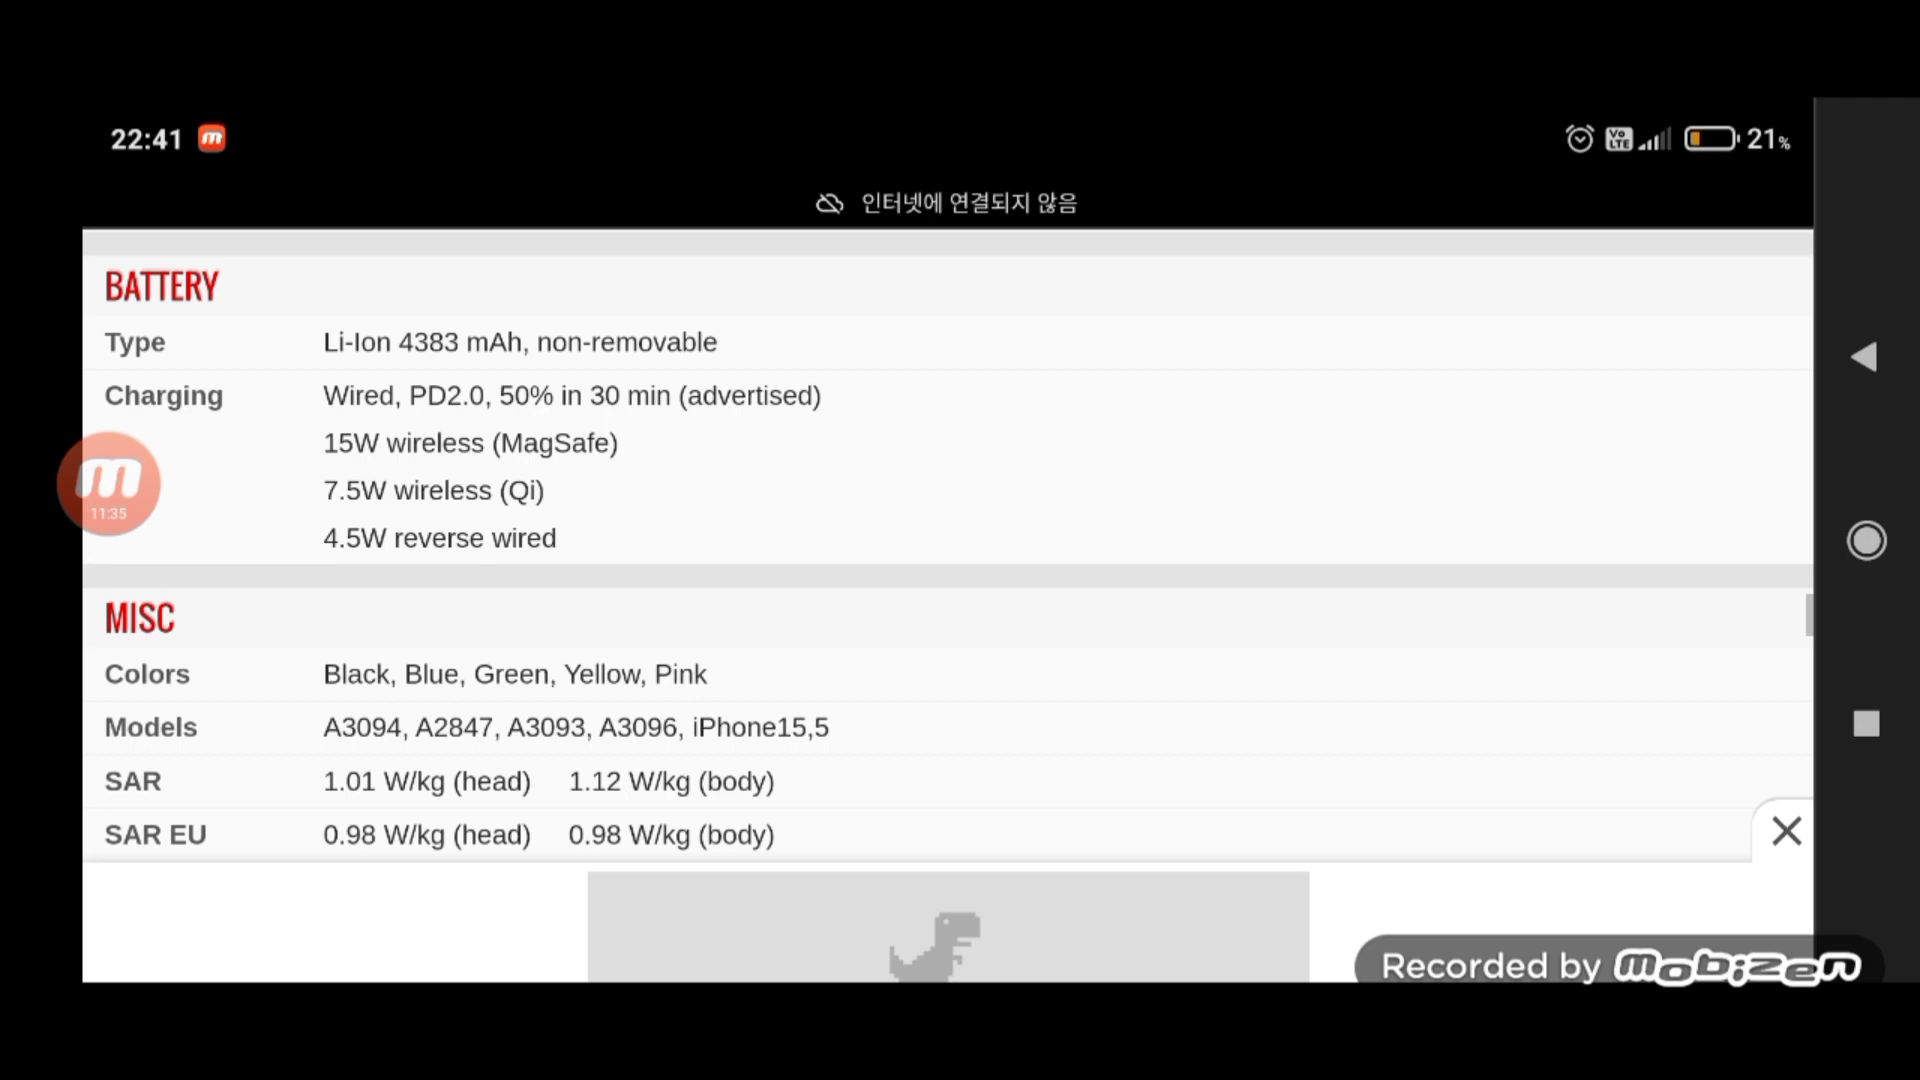 22:41 m VoLTE 21%
인터넷에 연결되지 않음
BATTERY
Type Li-Ion 4383 mAh, non-removable
Charging Wired, PD2.0, 50% in 30 min (advertised)
15W wireless (MagSafe)
7.5W wireless (Qi)
4.5W reverse wired
m
11:35
MISC
Colors Black, Blue, Green, Yellow, Pink
Models A3094, A2847, A3093, A3096, iPhone15,5
SAR 1.01 W/kg (head) 1.12 W/kg (body)
SAR EU 0.98 W/kg (head) 0.98 W/kg (body)
Recorded by mobizen